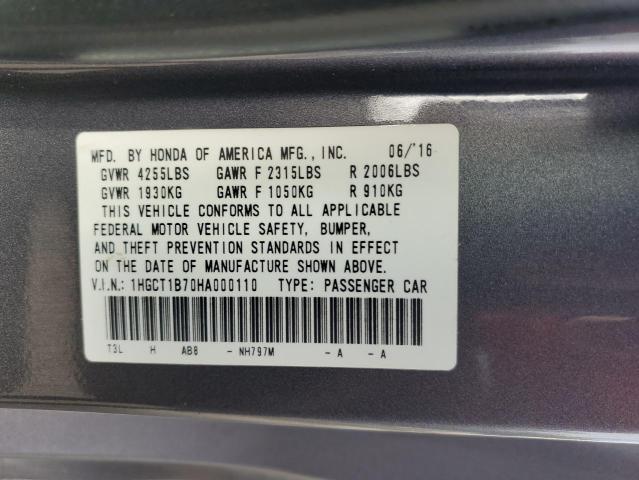 MFD. BY HONDA OF AMERICA MFG., INC. 06/'16
GVWR 4255LBS GAWR F 2315LBS R 2006LBS
GVWR 1930KG GAWR F 1050KG R 910KG
THIS VEHICLE CONFORMS TO ALL APPLICABLE
FEDERAL MOTOR VEHICLE SAFETY, BUMPER,
AND THEFT PREVENTION STANDARDS IN EFFECT
ON THE DATE OF MANUFACTURE SHOWN ABOVE.
V.I.N.: 1HGCT1B70HA000110 TYPE: PASSENGER CAR
T3L H AB8 - NH797M - A - A